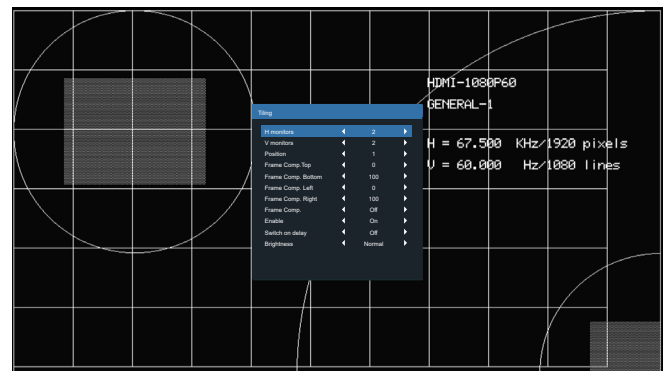 HDMI-1080P60
GENERAL-1
H = 67.500 KHz/1920 pixels
V = 60.000 Hz/1080 lines
Tiling
H monitors 2
V monitors 2
Position 1
Frame Comp.Top 0
Frame Comp. Bottom 100
Frame Comp. Left 0
Frame Comp. Right 100
Frame Comp. Off
Enable On
Switch on delay Off
Brightness Normal